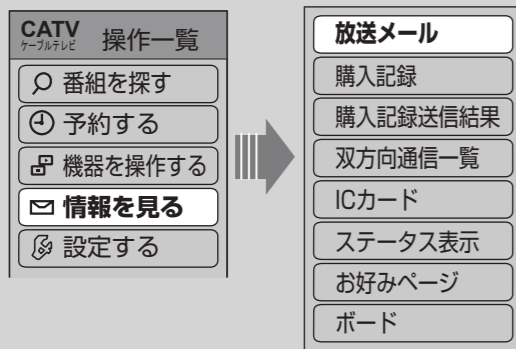 CATV
ケーブルテレビ
操作一覧
番組を探す
予約する
機器を操作する
情報を見る
設定する
放送メール
購入記録
購入記録送信結果
双方向通信一覧
ICカード
ステータス表示
お好みページ
ボード